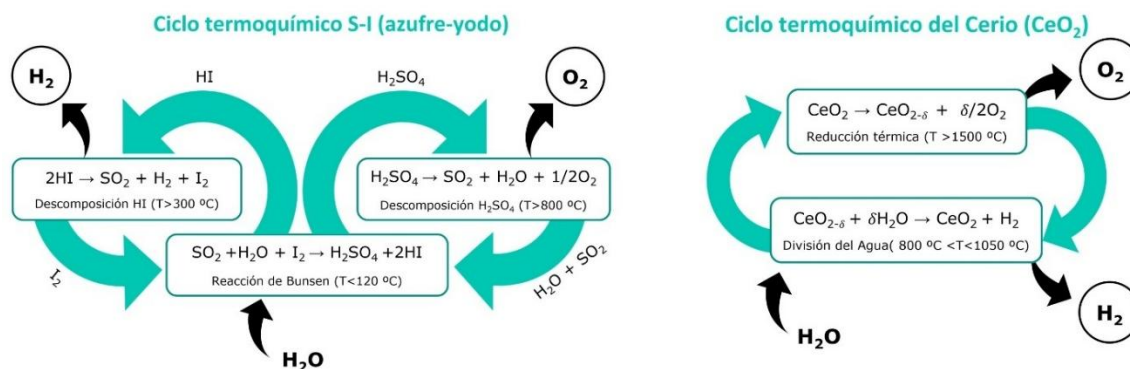 Ciclo termoquímico S-I (azufre-yodo)
H₂
HI
H₂SO₄
O₂
2HI → SO₂ + H₂ + I₂
Descomposición HI (T>300 ºC)
H₂SO₄ → SO₂ + H₂O + 1/2O₂
Descomposición H₂SO₄ (T>800 ºC)
SO₂ +H₂O + I₂ → H₂SO₄ +2HI
Reacción de Bunsen (T<120 ºC)
I₂
H₂O + SO₂
H₂O
Ciclo termoquímico del Cerio (CeO₂)
O₂
CeO₂ → CeO₂₋δ + δ/2O₂
Reducción térmica (T >1500 ºC)
CeO₂₋δ + δH₂O → CeO₂ + H₂
División del Agua( 800 ºC <T<1050 ºC)
H₂O
H₂